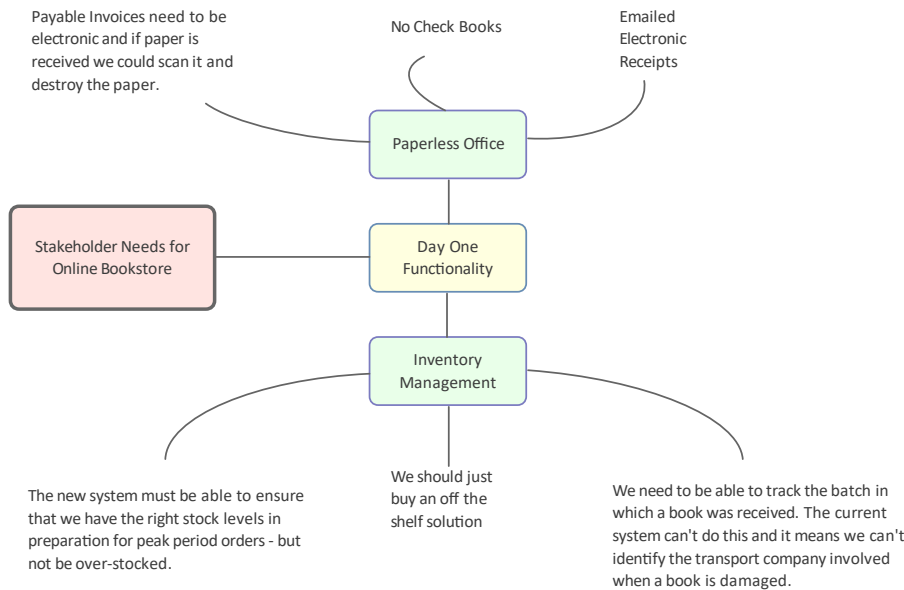 Payable Invoices need to be
electronic and if paper is
received we could scan it and
destroy the paper.
No Check Books
Emailed
Electronic
Receipts
Paperless Office
Stakeholder Needs for
Online Bookstore
Day One
Functionality
Inventory
Management
The new system must be able to ensure
that we have the right stock levels in
preparation for peak period orders - but
not be over-stocked.
We should just
buy an off the
shelf solution
We need to be able to track the batch in
which a book was received. The current
system can't do this and it means we can't
identify the transport company involved
when a book is damaged.